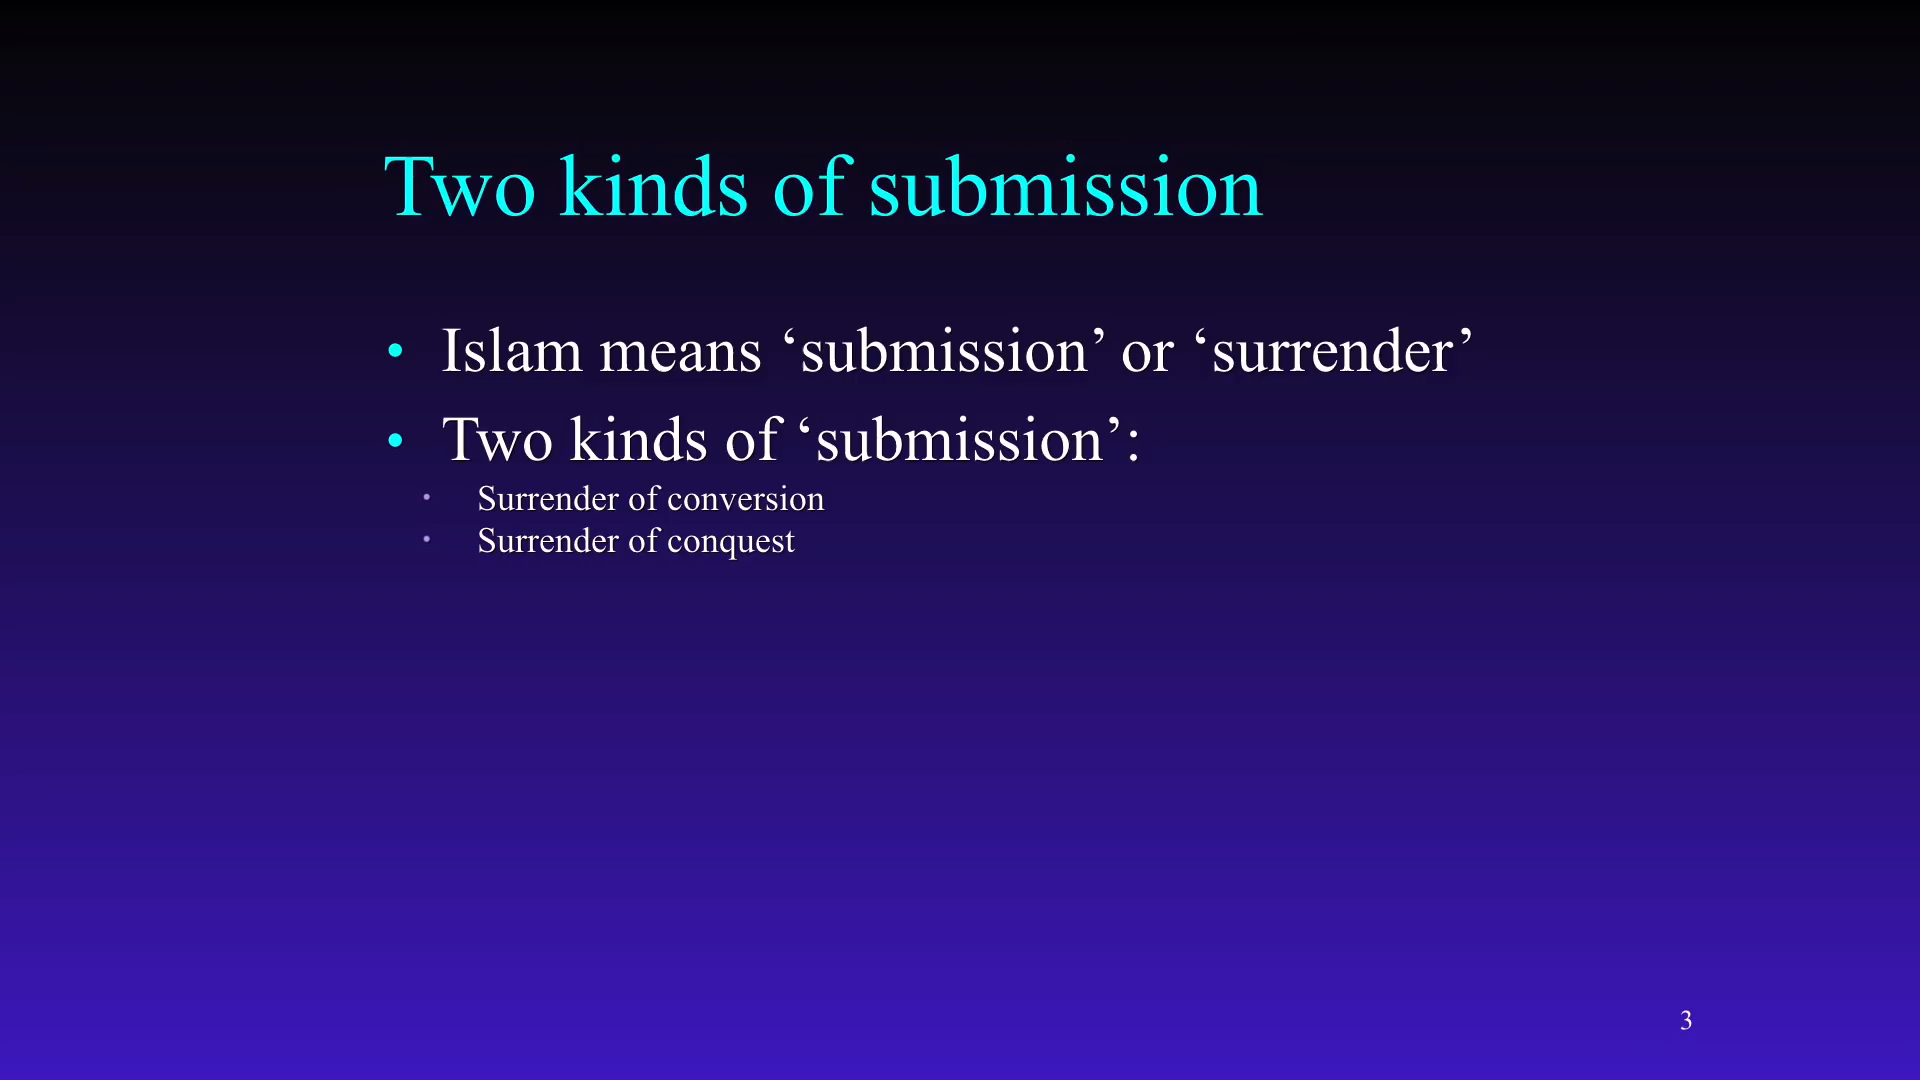 Two kinds of submission
• Islam means ‘submission’ or ‘surrender’
• Two kinds of ‘submission’:
• Surrender of conversion
• Surrender of conquest
3